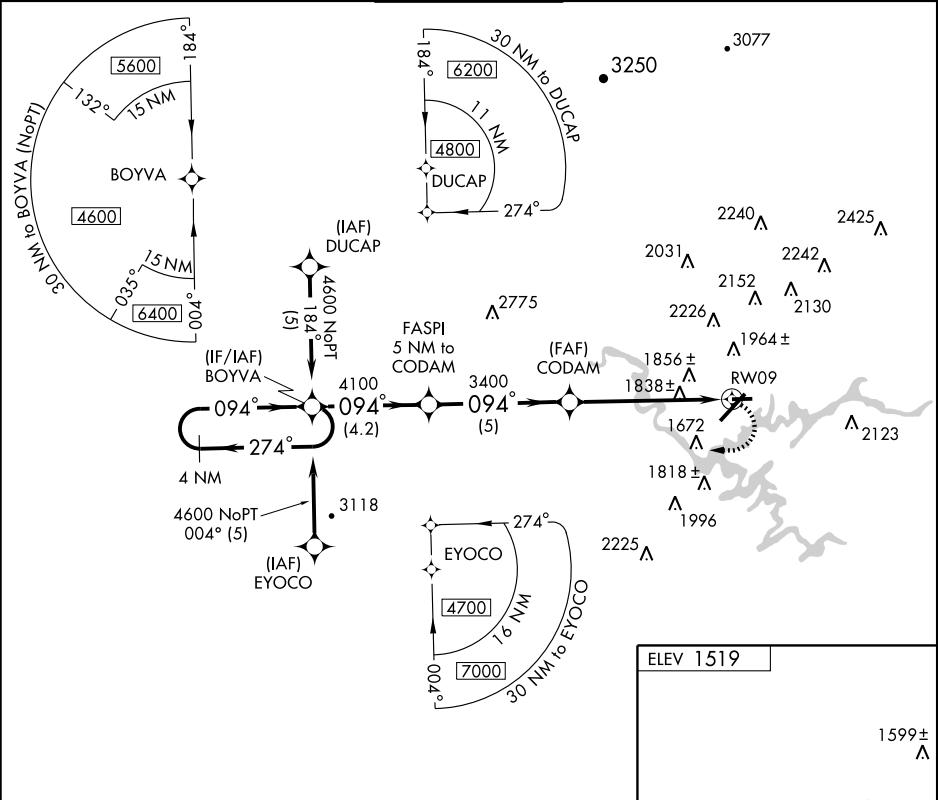 184°
5600
132°
15 NM
30 NM to BOYVA (NoPT)
BOYVA
4600
15 NM
035°
6400
004°
184°
30 NM to DUCAP
6200
11 NM
4800
DUCAP
274°
3250
3077
(IAF)
DUCAP
4600 NoPT
184°
(5)
2240
2425
2031
2242
2152
2130
2226
1964 ±
2775
FASPI
5 NM to
CODAM
(FAF)
CODAM
1856 ±
1838 ±
RW09
(IF/IAF)
BOYVA
4100
3400
094°
094°
094°
(4.2)
(5)
274°
4 NM
1672
2123
1818 ±
1996
4600 NoPT
004° (5)
3118
2225
(IAF)
EYOCO
274°
EYOCO
4700
16 NM
7000
30 NM to EYOCO
004°
ELEV 1519
1599 ±